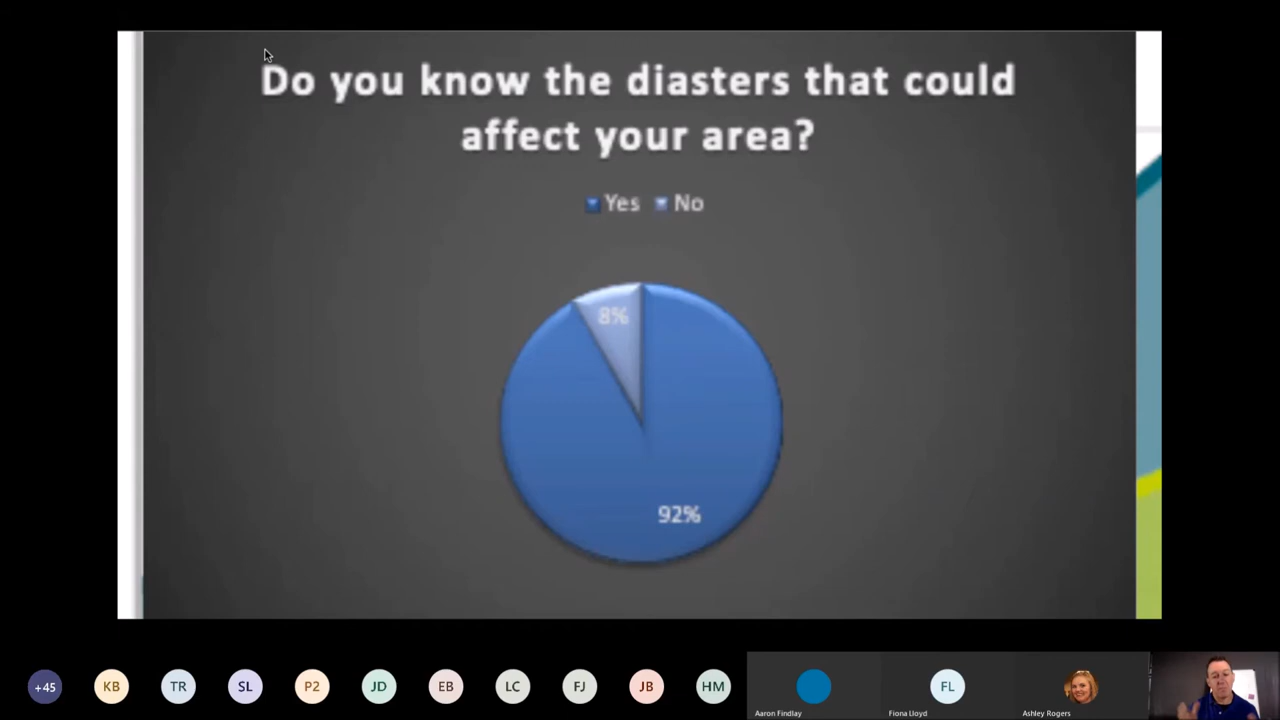 Do you know the diasters that could
affect your area?
Yes No
8%
92%
+45 KB TR SL P2 JD EB LC FJ JB HM FL
Aaron Findlay Fiona Lloyd Ashley Rogers